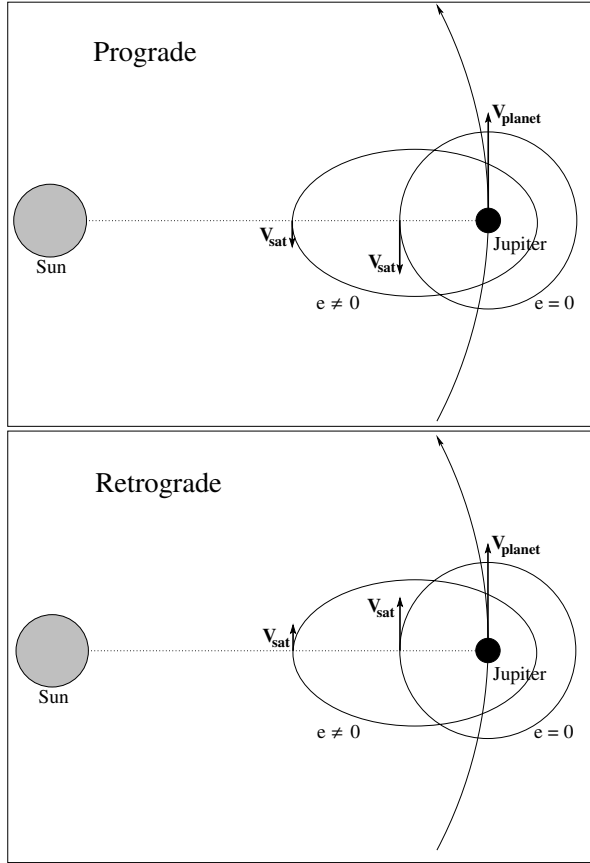 Prograde
V_planet
V_sat
V_sat
Jupiter
Sun
e ≠ 0
e = 0
Retrograde
V_planet
V_sat
V_sat
Jupiter
Sun
e ≠ 0
e = 0